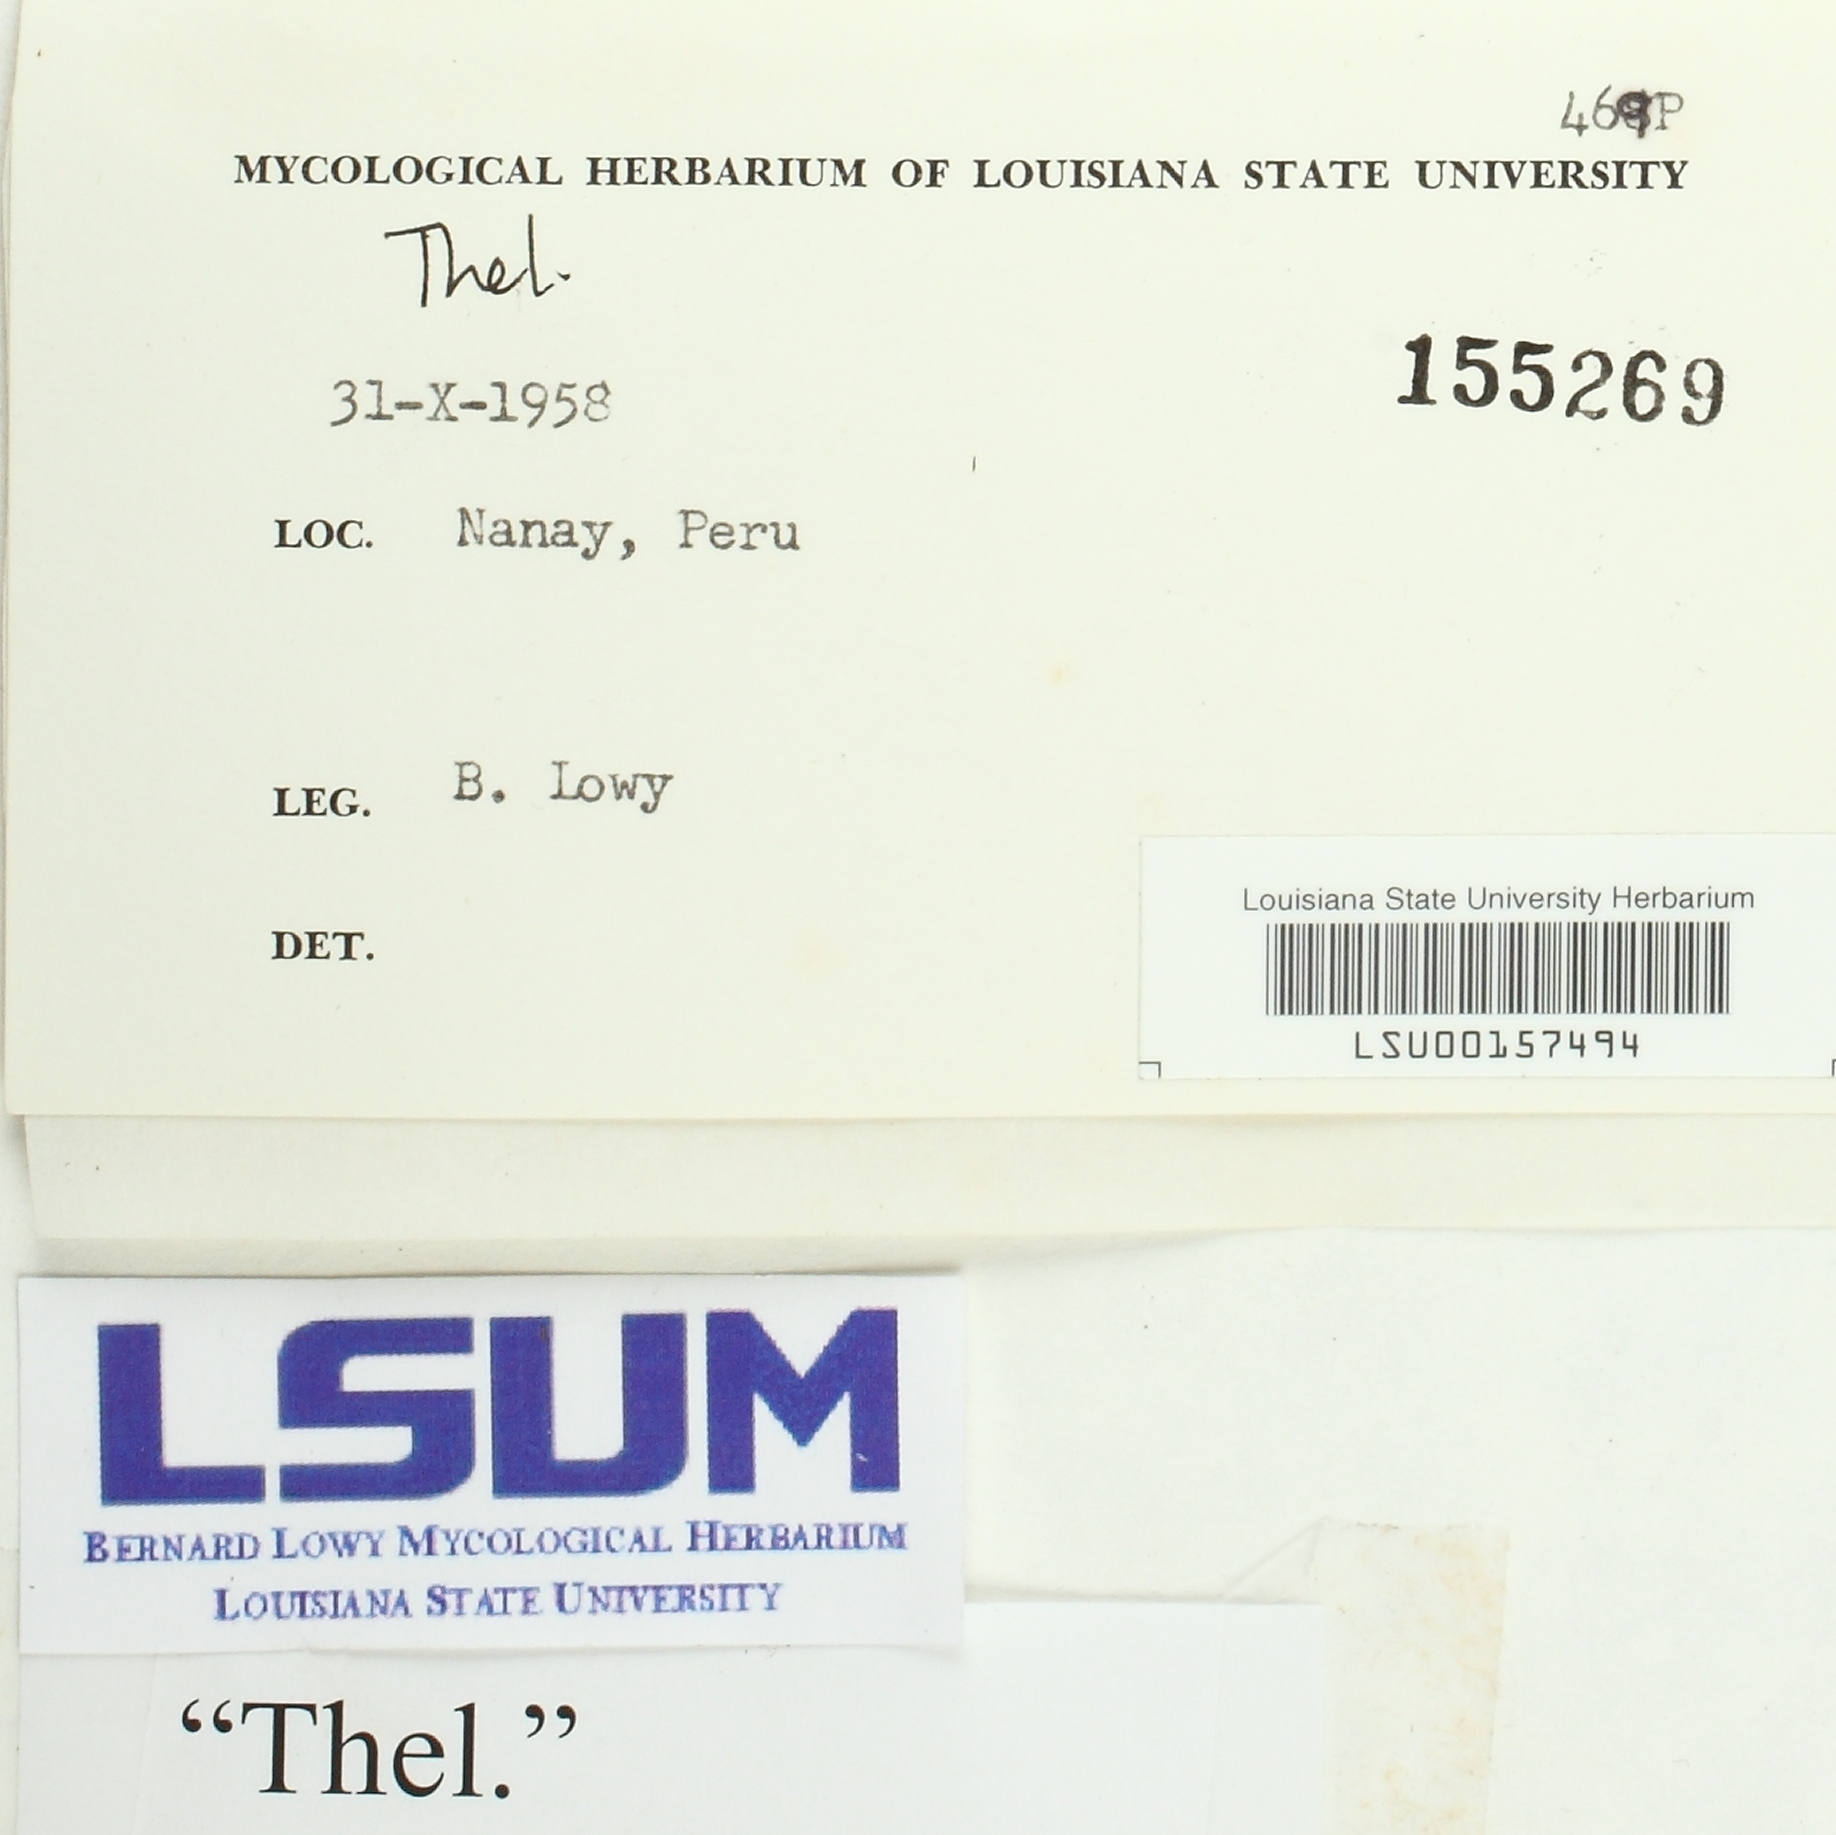 MYCOLOGICAL HERBARIUM OF LOUISIANA STATE UNIVERSITY
Thel.
155269
31-X-1958
LOC. Nanay, Peru
LEG. B. Lowy
DET.
Louisiana State University Herbarium
LSU00157494
LSUM
BERNARD LOWY MYCOLOGICAL HERBARIUM
LOUISIANA STATE UNIVERSITY
“Thel.”